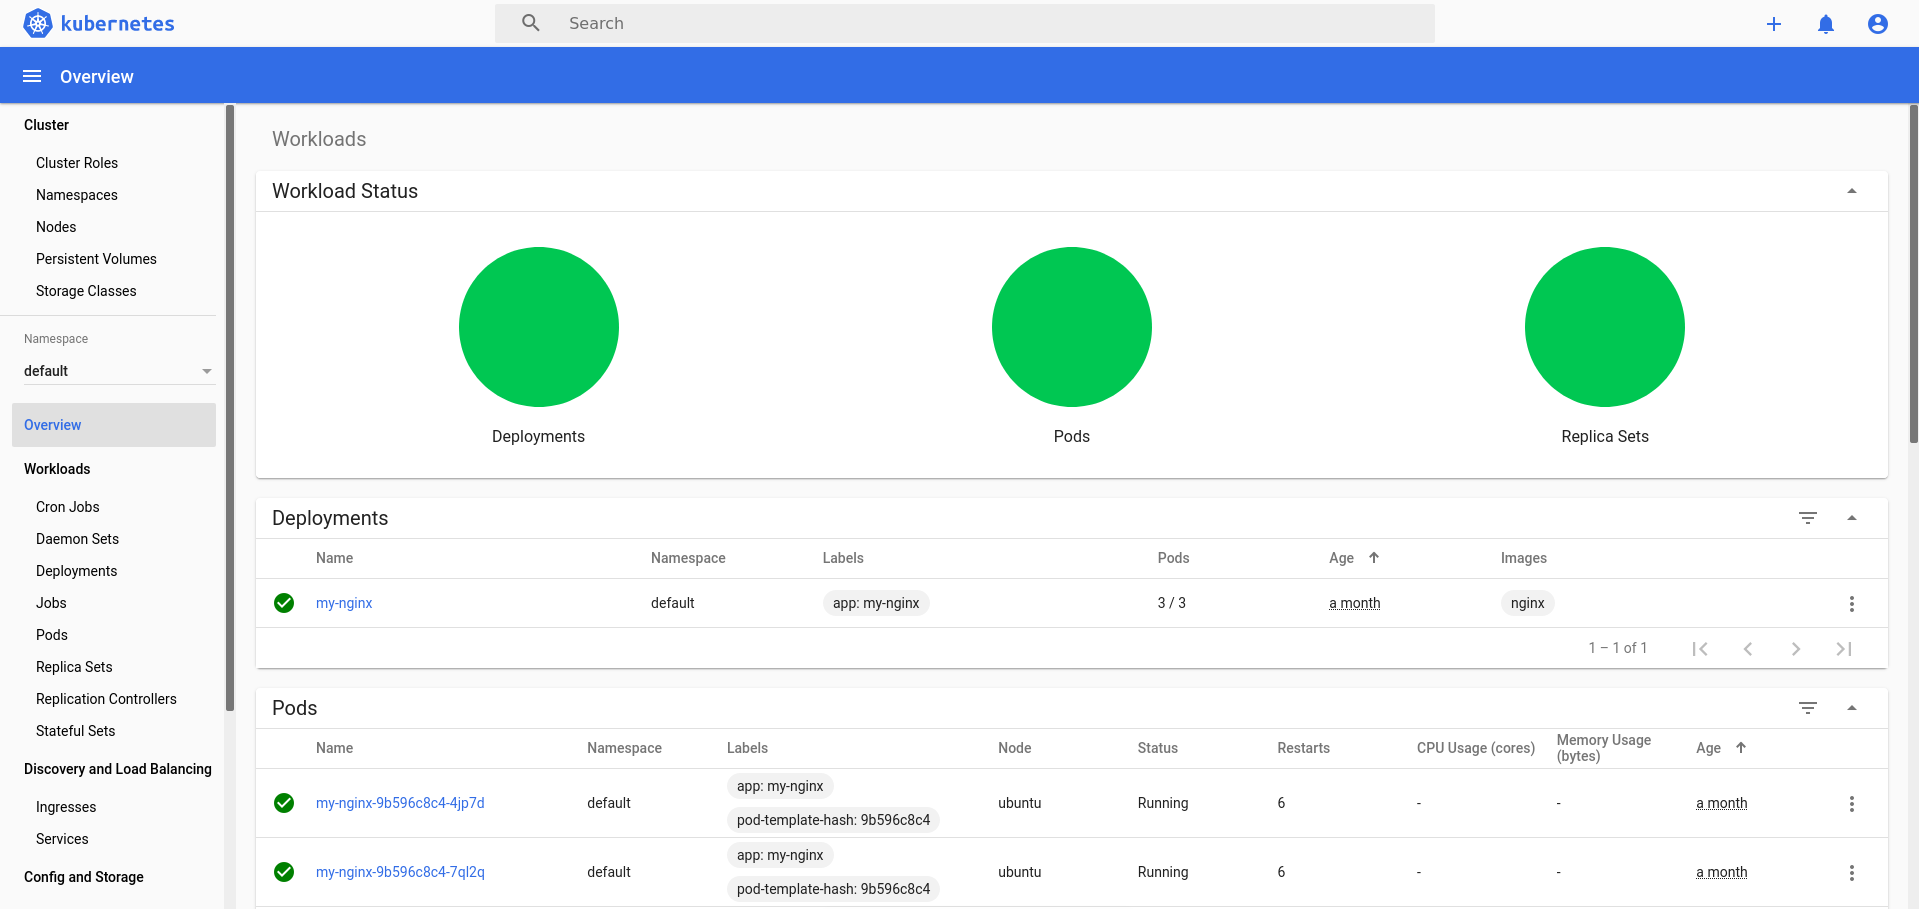 kubernetes
Search
Overview
Cluster
Cluster Roles
Namespaces
Nodes
Persistent Volumes
Storage Classes
Namespace
default
Overview
Workloads
Cron Jobs
Daemon Sets
Deployments
Jobs
Pods
Replica Sets
Replication Controllers
Stateful Sets
Discovery and Load Balancing
Ingresses
Services
Config and Storage
Workloads
Workload Status
Deployments Pods Replica Sets
Deployments
Name Namespace Labels Pods Age Images
my-nginx default app: my-nginx 3 / 3 a month nginx
1 – 1 of 1
Pods
Name Namespace Labels Node Status Restarts CPU Usage (cores) Memory Usage (bytes) Age
my-nginx-9b596c8c4-4jp7d default app: my-nginx pod-template-hash: 9b596c8c4 ubuntu Running 6 - - a month
my-nginx-9b596c8c4-7ql2q default app: my-nginx pod-template-hash: 9b596c8c4 ubuntu Running 6 - - a month